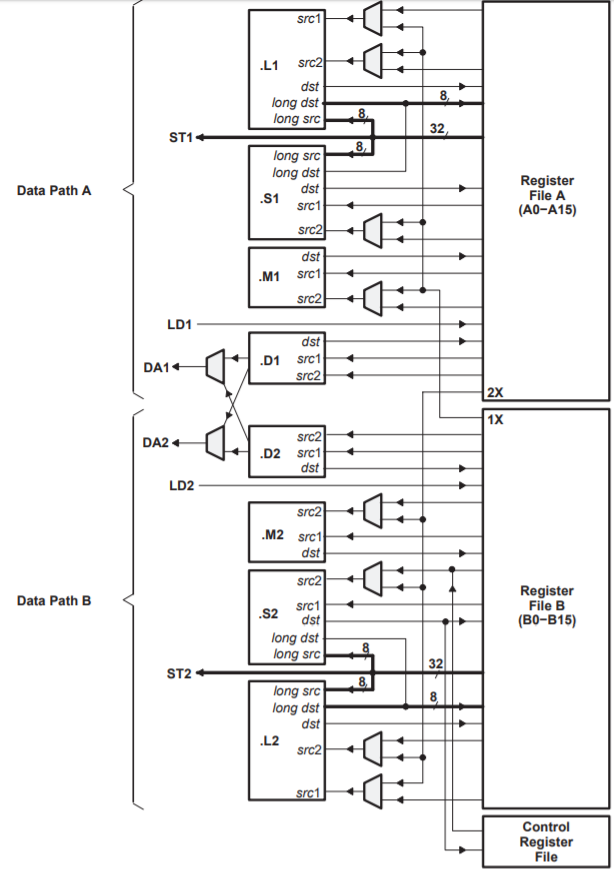 src1
.L1
src2
dst
long dst
8
long src
8
ST1
32
8
long src
long dst
dst
.S1
src1
src2
Data Path A
Register
File A
(A0−A15)
dst
.M1
src1
src2
LD1
dst
.D1
src1
src2
DA1
2X
1X
DA2
src2
.D2
src1
dst
LD2
src2
.M2
src1
dst
src2
.S2
src1
dst
long dst
8
long src
Data Path B
Register
File B
(B0−B15)
ST2
32
8
long src
long dst
8
dst
.L2
src2
src1
Control
Register
File